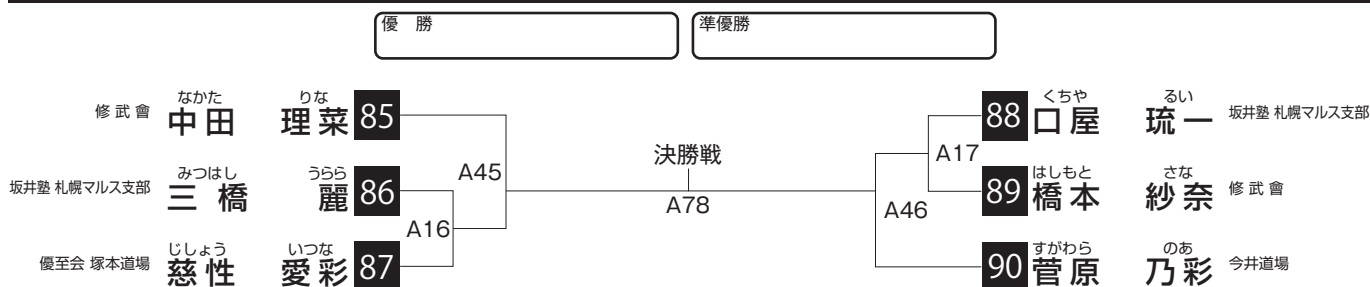 優 勝
準優勝
修武會 中田 理菜 85
なかた りな
坂井塾 札幌マルス支部 三橋 麗 86
みつはし うらら
優至会 塚本道場 慈性 愛彩 87
じしょう いつな
A45
A16
決勝戦
A78
A17
A46
88 口屋 琉一 坂井塾 札幌マルス支部
くちや るい
89 橋本 紗奈 修武會
はしもと さな
90 菅原 乃彩 今井道場
すがわら のあ